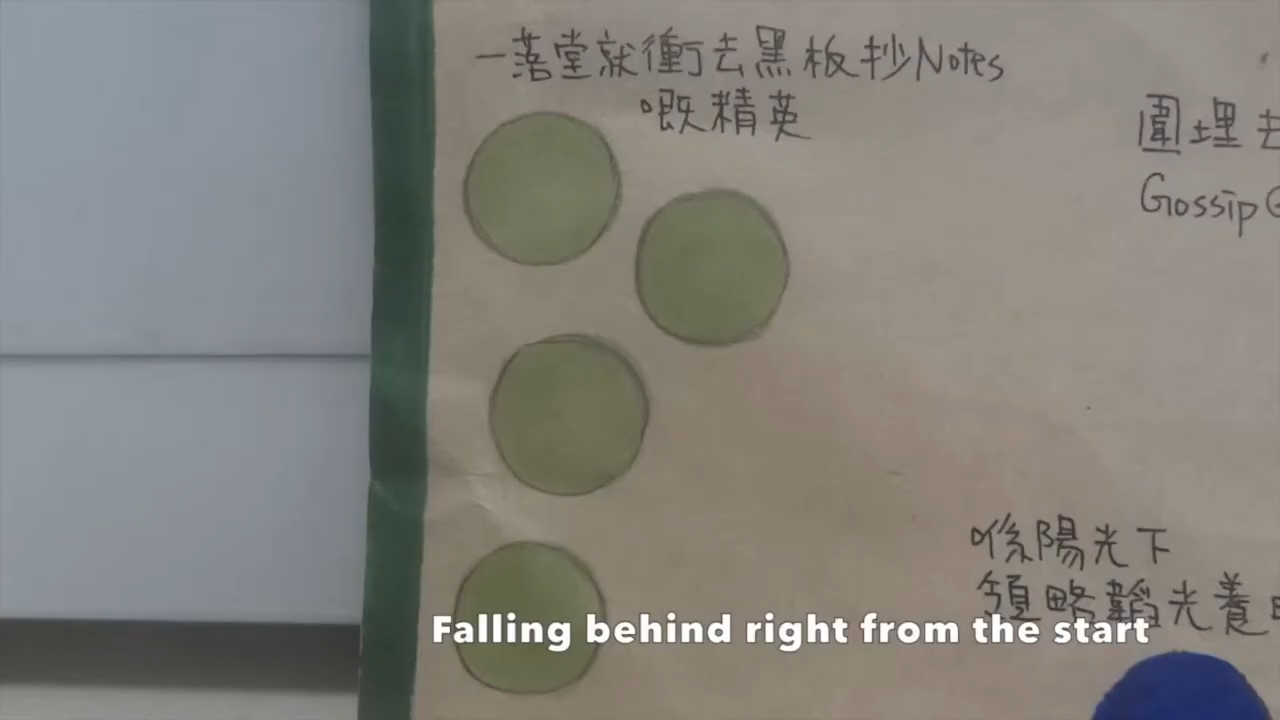 一落堂就衝去黑板抄Notes
嘅精英
圍埋去
Gossip G
喺陽光下
領略韜光養
Falling behind right from the start